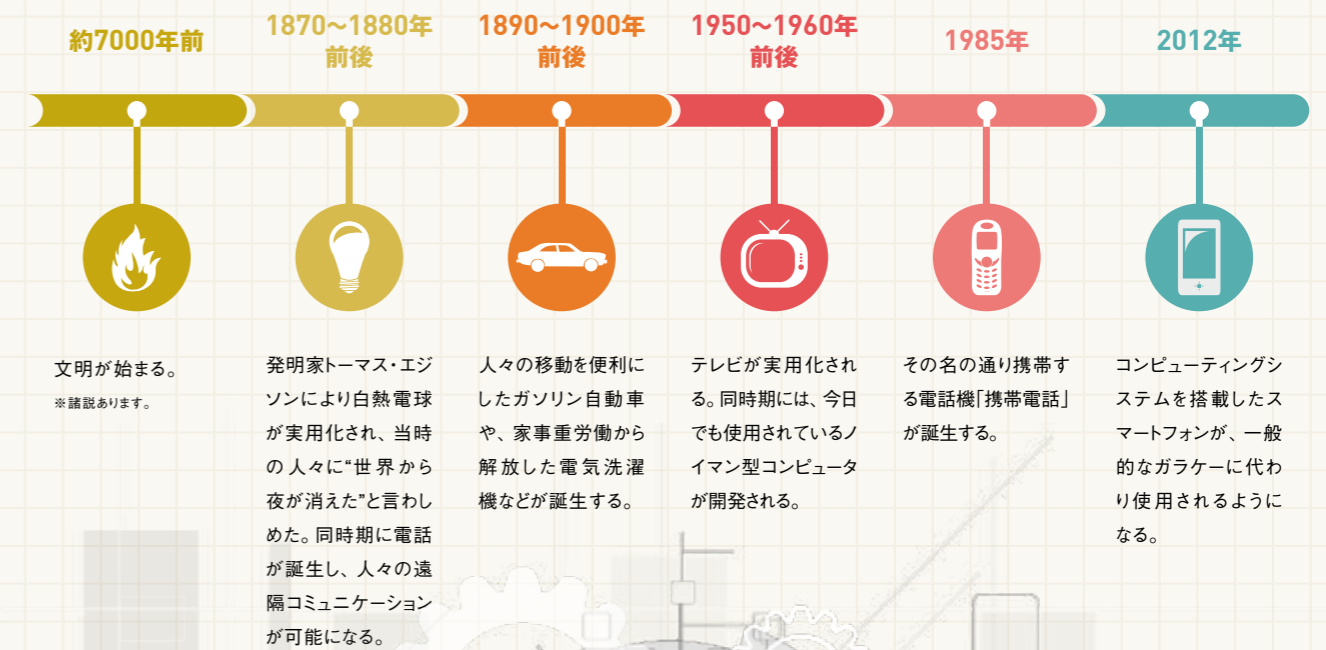 約7000年前
文明が始まる。
※諸説あります。
1870～1880年
前後
発明家トーマス・エジ
ソンにより白熱電球
が実用化され、当時
の人々に“世界から
夜が消えた”と言わし
めた。同時期に電話
が誕生し、人々の遠
隔コミュニケーション
が可能になる。
1890～1900年
前後
人々の移動を便利に
したガソリン自動車
や、家事重労働から
解放した電気洗濯
機などが誕生する。
1950～1960年
前後
テレビが実用化され
る。同時期には、今日
でも使用されているノ
イマン型コンピュータ
が開発される。
1985年
その名の通り携帯す
る電話機「携帯電話」
が誕生する。
2012年
コンピューティングシ
ステムを搭載したス
マートフォンが、一般
的なガラケーに代わ
り使用されるように
なる。